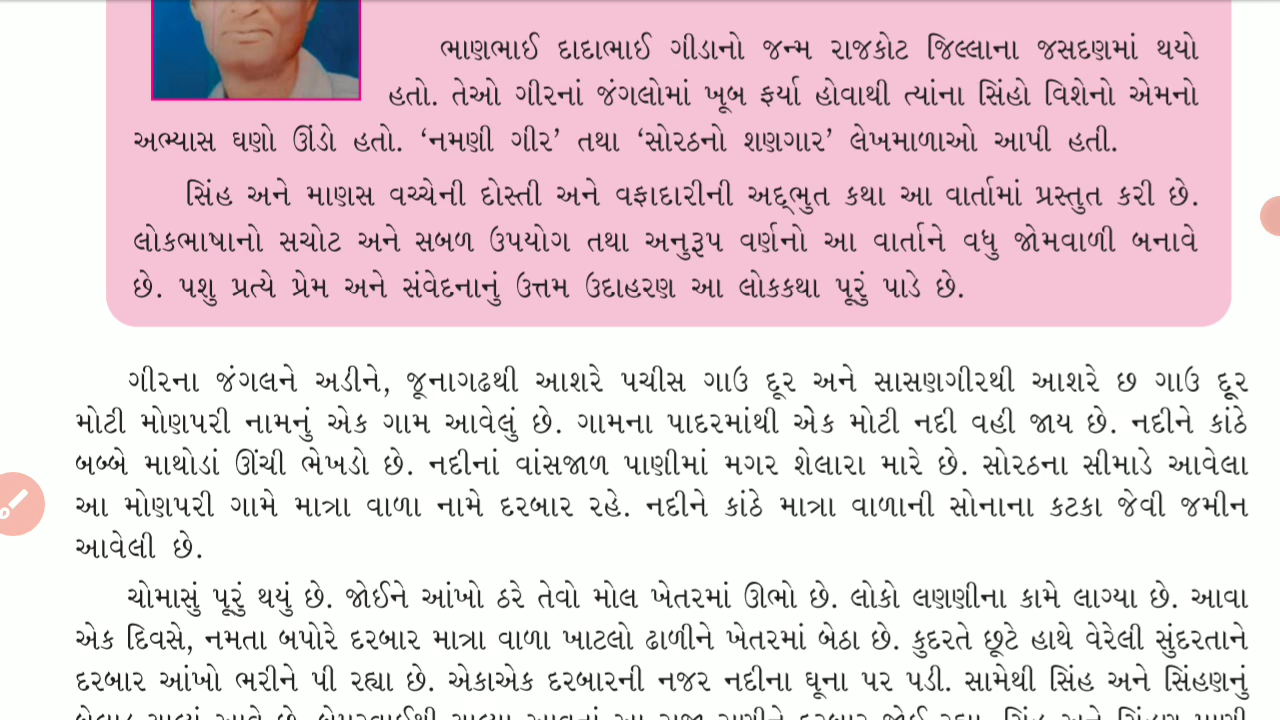 ભાણભાઈ દાદાભાઈ ગીડાનો જન્મ રાજકોટ જિલ્લાના જસદણમાં થયો
હતો. તેઓ ગીરનાં જંગલોમાં ખૂબ ફર્યા હોવાથી ત્યાંના સિંહો વિશેનો એમનો
અભ્યાસ ઘણો ઊંડો હતો. ‘નમણી ગીર’ તથા ‘સોરઠનો શણગાર’ લેખમાળાઓ આપી હતી.
સિંહ અને માણસ વચ્ચેની દોસ્તી અને વફાદારીની અદ્ભુત કથા આ વાર્તામાં પ્રસ્તુત કરી છે.
લોકભાષાનો સચોટ અને સબળ ઉપયોગ તથા અનુરૂપ વર્ણનો આ વાર્તાને વધુ જોમવાળી બનાવે
છે. પશુ પ્રત્યે પ્રેમ અને સંવેદનાનું ઉત્તમ ઉદાહરણ આ લોકકથા પૂરું પાડે છે.
ગીરના જંગલને અડીને, જૂનાગઢથી આશરે પચીસ ગાઉ દૂર અને સાસણગીરથી આશરે છ ગાઉ દૂર
મોટી મોણપરી નામનું એક ગામ આવેલું છે. ગામના પાદરમાંથી એક મોટી નદી વહી જાય છે. નદીને કાંઠે
બબ્બે માથોડાં ઊંચી ભેખડો છે. નદીનાં વાંસજાળ પાણીમાં મગર શેલારા મારે છે. સોરઠના સીમાડે આવેલા
આ મોણપરી ગામે માત્રા વાળા નામે દરબાર રહે. નદીને કાંઠે માત્રા વાળાની સોનાના કટકા જેવી જમીન
આવેલી છે.
ચોમાસું પૂરું થયું છે. જોઈને આંખો ઠરે તેવો મોલ ખેતરમાં ઊભો છે. લોકો લણણીના કામે લાગ્યા છે. આવા
એક દિવસે, નમતા બપોરે દરબાર માત્રા વાળા ખાટલો ઢાળીને ખેતરમાં બેઠા છે. કુદરતે છૂટે હાથે વેરેલી સુંદરતાને
દરબાર આંખો ભરીને પી રહ્યા છે. એકાએક દરબારની નજર નદીના ઘૂના પર પડી. સામેથી સિંહ અને સિંહણનું